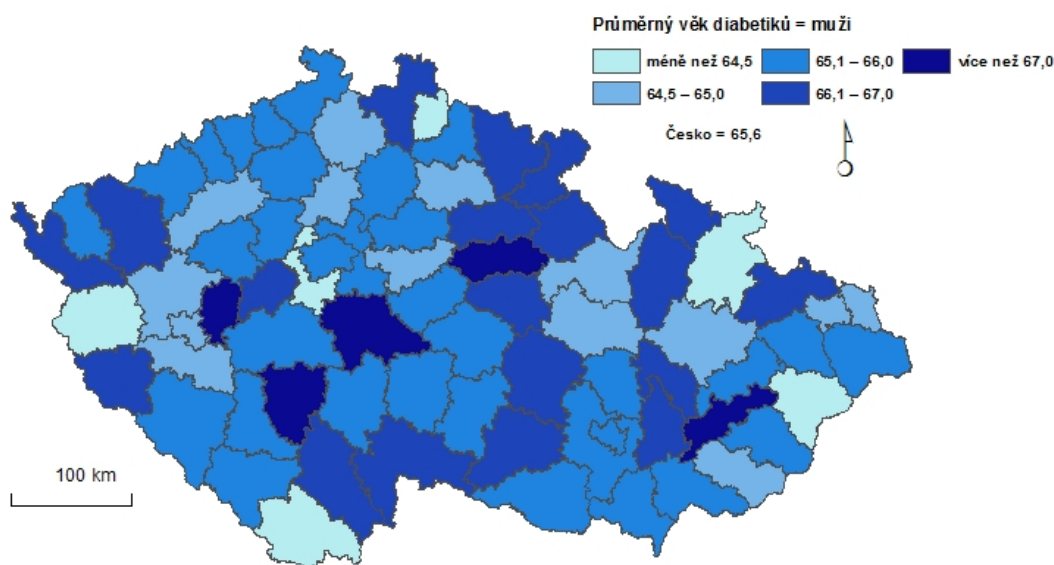 Průměrný věk diabetiků = muži
méně než 64,5
65,1 – 66,0
více než 67,0
64,5 – 65,0
66,1 – 67,0
Česko = 65,6
100 km